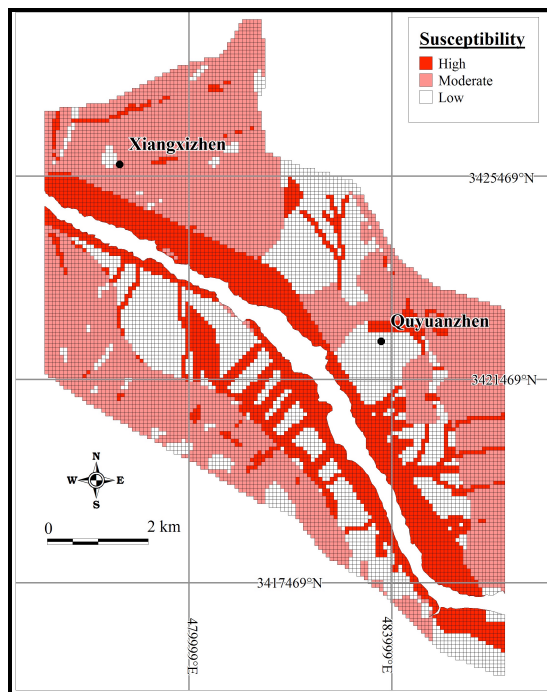 Susceptibility
High
Moderate
Low
Xiangxizhen
3425469°N
Quyuanzhen
3421469°N
N
W E
S
0 2 km
3417469°N
479999°E
483999°E